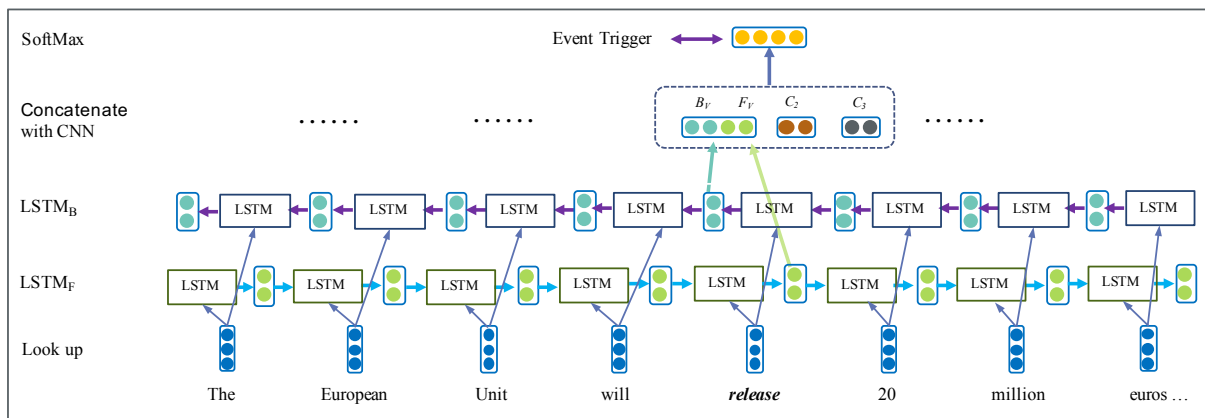 SoftMax
Event Trigger
Concatenate
with CNN
......
......
B_V F_V C_2 C_3
......
LSTM_B
LSTM LSTM LSTM LSTM LSTM LSTM LSTM LSTM
LSTM_F
LSTM LSTM LSTM LSTM LSTM LSTM LSTM LSTM
Look up
The European Unit will release 20 million euros ...